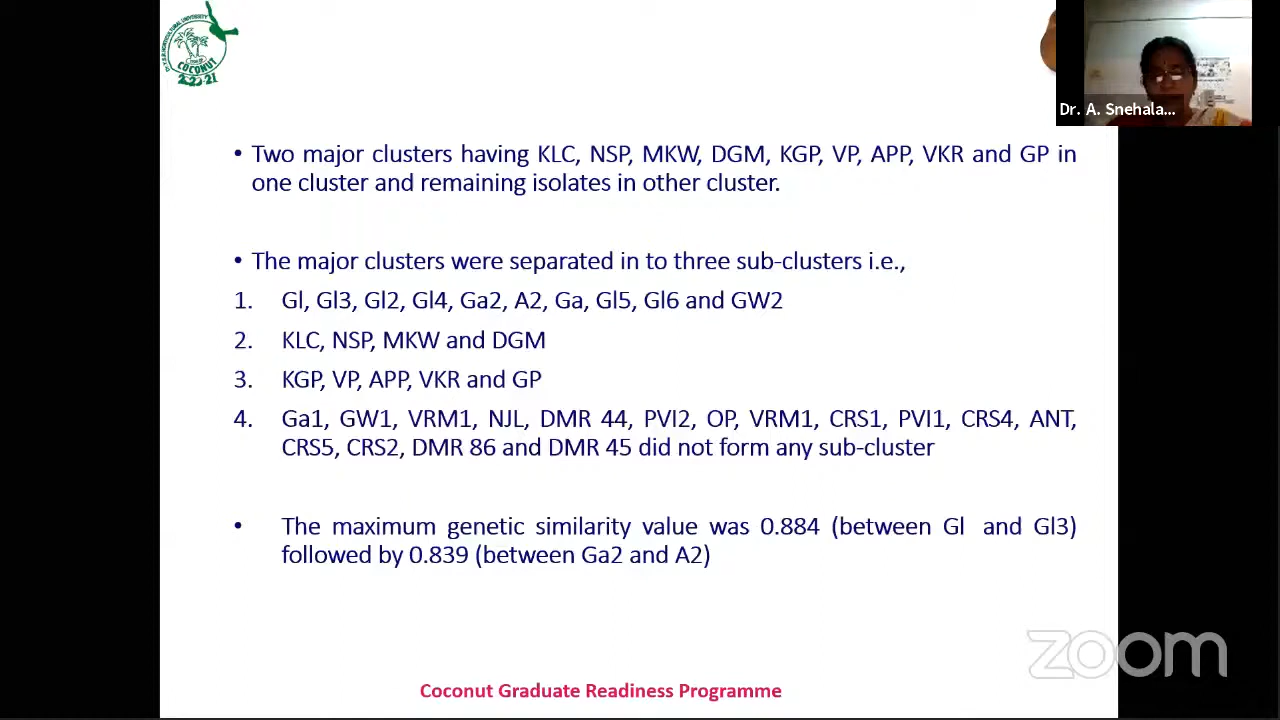 COCONUT
2020-21
Dr. A. Snehala...
• Two major clusters having KLC, NSP, MKW, DGM, KGP, VP, APP, VKR and GP in
one cluster and remaining isolates in other cluster.
• The major clusters were separated in to three sub-clusters i.e.,
1. Gl, Gl3, Gl2, Gl4, Ga2, A2, Ga, Gl5, Gl6 and GW2
2. KLC, NSP, MKW and DGM
3. KGP, VP, APP, VKR and GP
4. Ga1, GW1, VRM1, NJL, DMR 44, PVI2, OP, VRM1, CRS1, PVI1, CRS4, ANT,
CRS5, CRS2, DMR 86 and DMR 45 did not form any sub-cluster
• The maximum genetic similarity value was 0.884 (between Gl and Gl3)
followed by 0.839 (between Ga2 and A2)
zoom
Coconut Graduate Readiness Programme